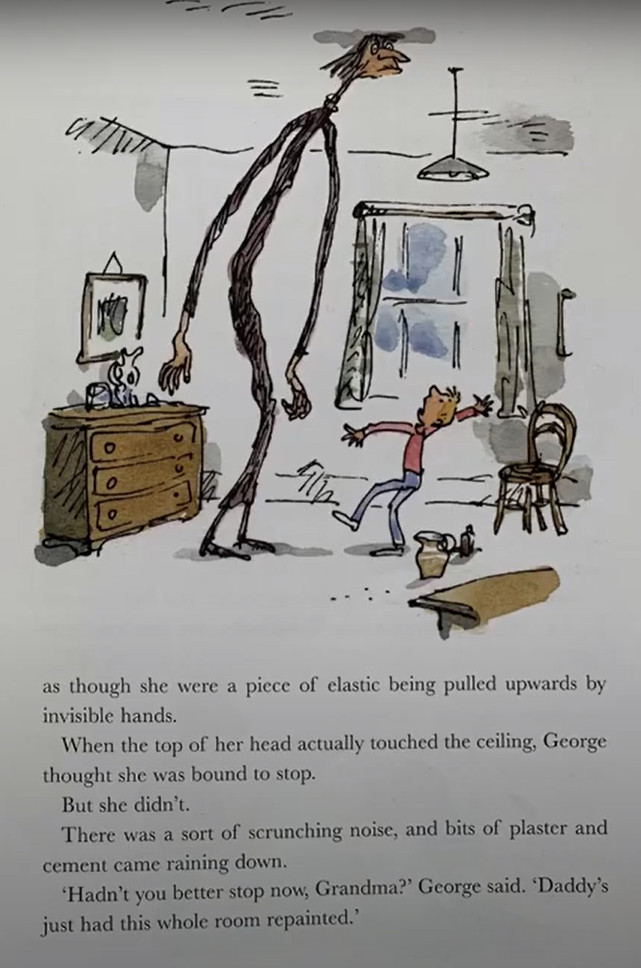 as though she were a piece of elastic being pulled upwards by
invisible hands.
When the top of her head actually touched the ceiling, George
thought she was bound to stop.
But she didn't.
There was a sort of scrunching noise, and bits of plaster and
cement came raining down.
‘Hadn't you better stop now, Grandma?’ George said. ‘Daddy's
just had this whole room repainted.’